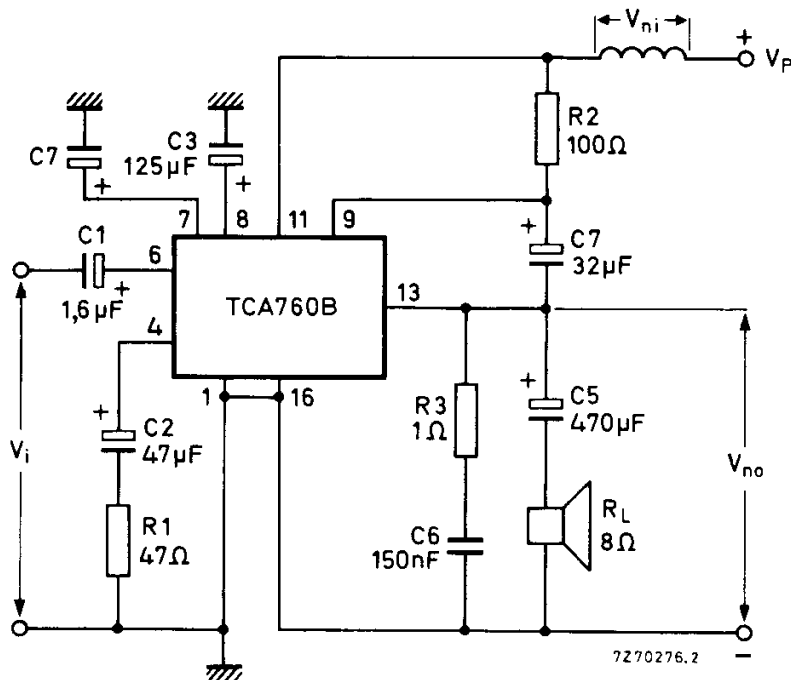 Vni
+
VP
C7
+
C3
125µF
+
R2
100Ω
7
8
11
9
C1
1,6µF
+
6
4
TCA760B
13
+
C7
32µF
1
16
+
C2
47µF
R3
1Ω
+
C5
470µF
Vi
Vno
R1
47Ω
C6
150nF
RL
8Ω
7Z70276.2
−